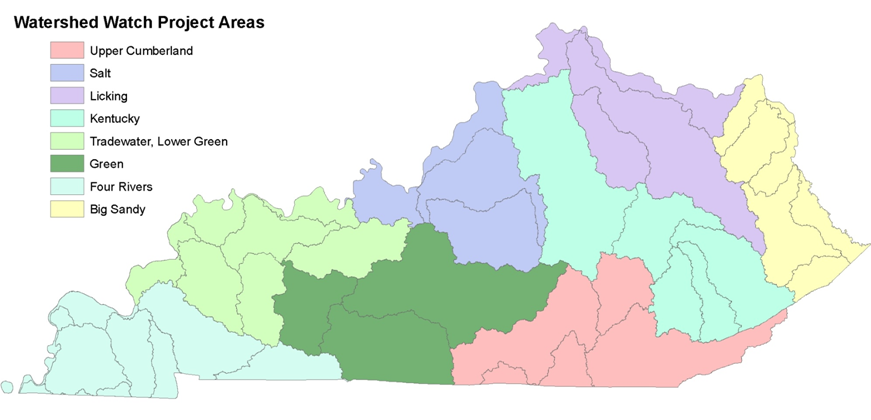 Watershed Watch Project Areas
Upper Cumberland
Salt
Licking
Kentucky
Tradewater, Lower Green
Green
Four Rivers
Big Sandy